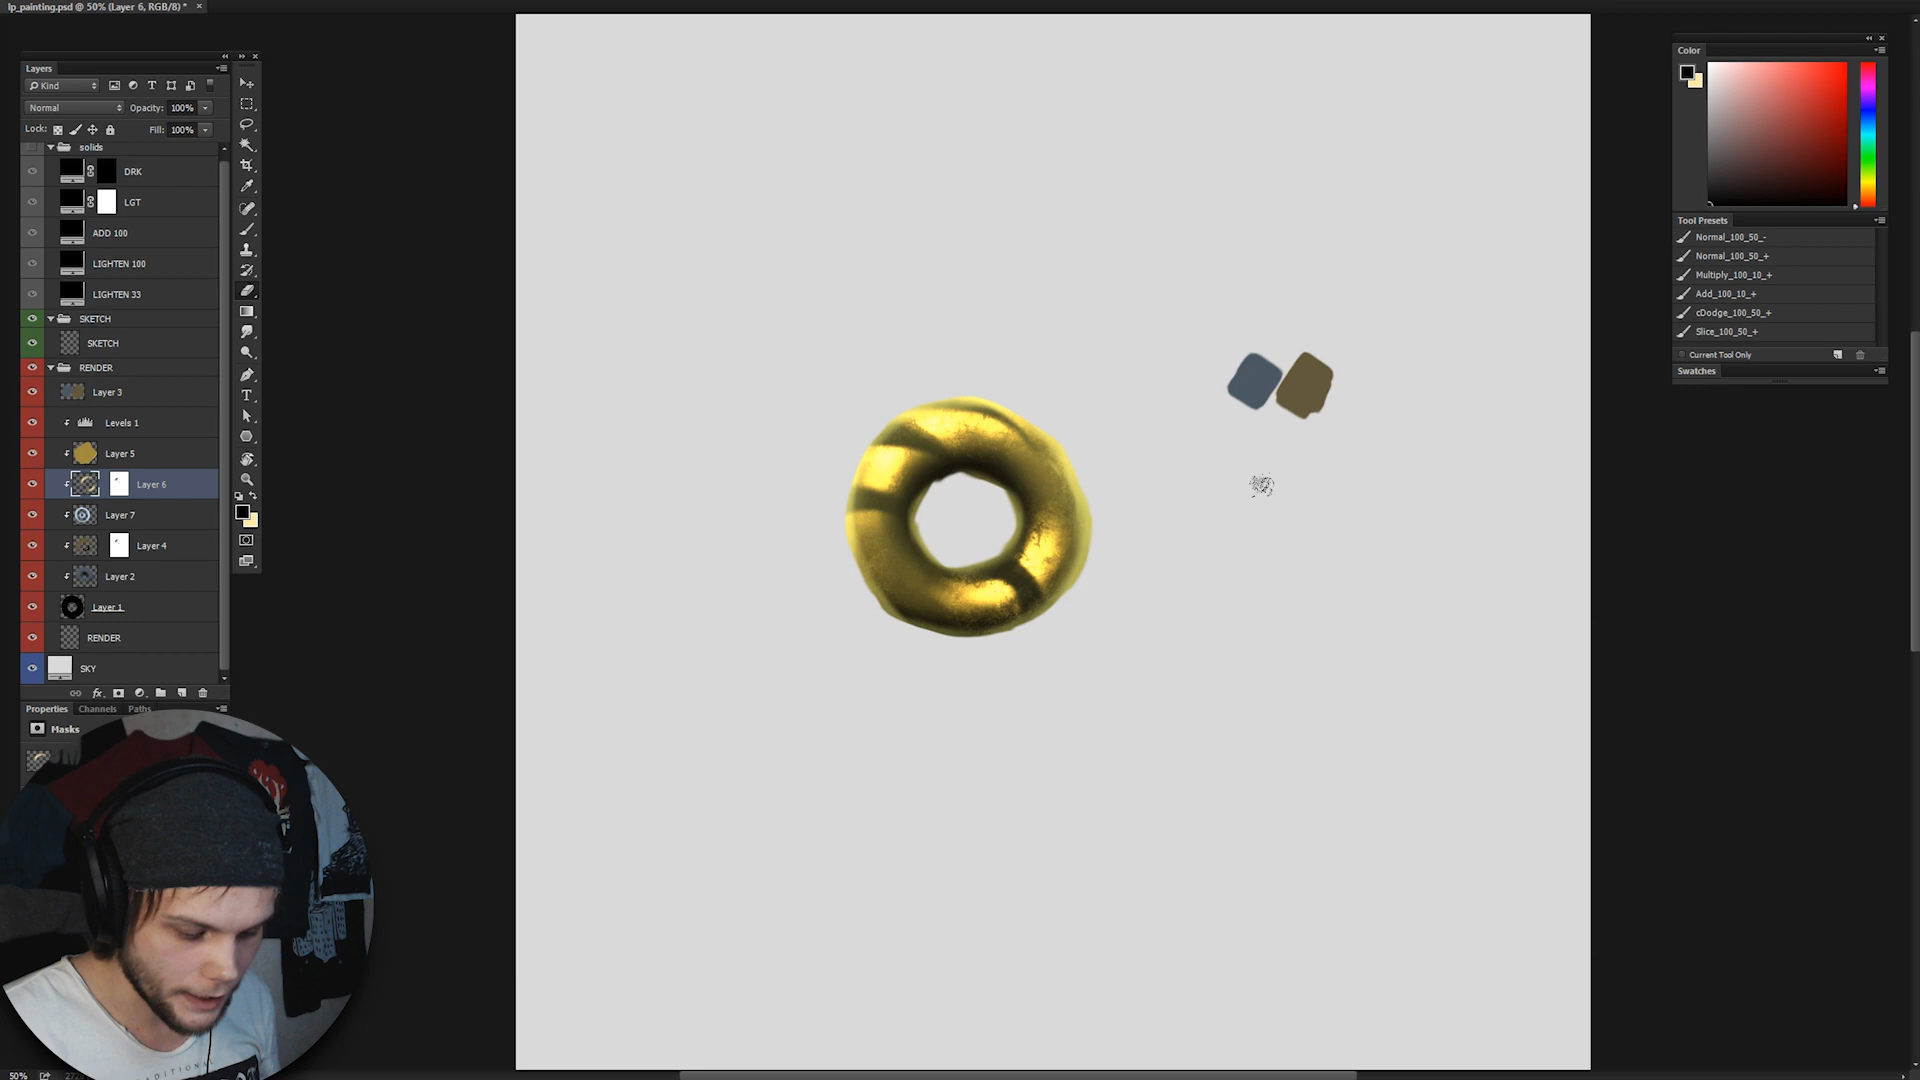 lp_painting.psd @ 50% (Layer 6, RGB/8) *
Layers
Kind
Normal
Opacity: 100%
Lock:
Fill: 100%
solids
DRK
LGT
ADD 100
LIGHTEN 100
LIGHTEN 33
SKETCH
SKETCH
RENDER
Layer 3
Levels 1
Layer 5
Layer 6
Layer 7
Layer 4
Layer 2
Layer 1
RENDER
SKY
fx
Properties Channels Paths
Masks
50%
Color
Tool Presets
Normal_100_50_-
Normal_100_50_+
Multiply_100_10_+
Add_100_10_+
cDodge_100_50_+
Slice_100_50_+
Current Tool Only
Swatches